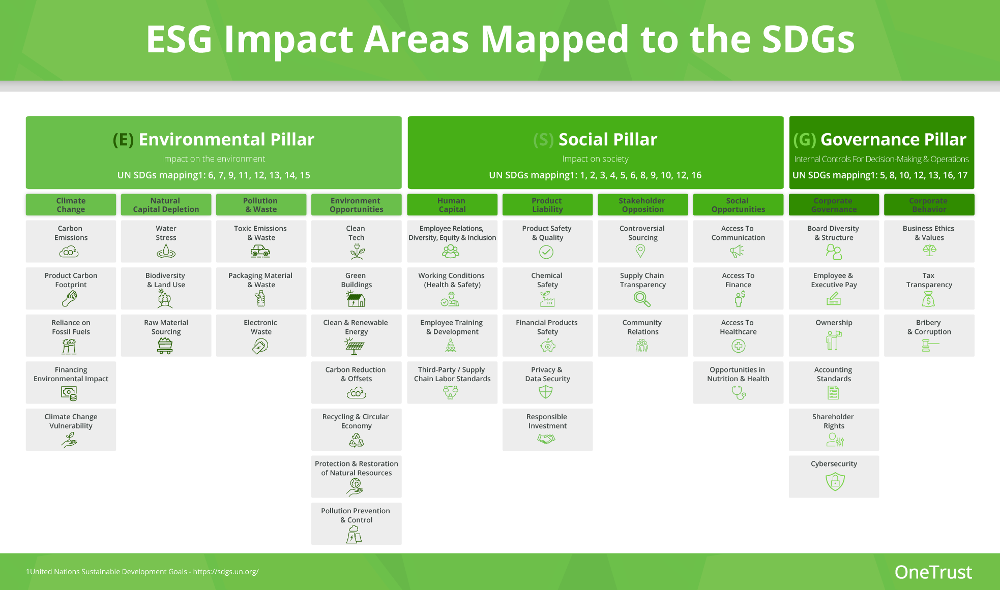 ESG Impact Areas Mapped to the SDGs
(E) Environmental Pillar
Impact on the environment
UN SDGs mapping1: 6, 7, 9, 11, 12, 13, 14, 15
(S) Social Pillar
Impact on society
UN SDGs mapping1: 1, 2, 3, 4, 5, 6, 8, 9, 10, 12, 16
(G) Governance Pillar
Internal Controls For Decision-Making & Operations
UN SDGs mapping1: 5, 8, 10, 12, 13, 16, 17
Climate
Change
Carbon
Emissions
CO²
Product Carbon
Footprint
Reliance on
Fossil Fuels
Financing
Environmental Impact
Climate Change
Vulnerability
Natural
Capital Depletion
Water
Stress
Biodiversity
& Land Use
Raw Material
Sourcing
Pollution
& Waste
Toxic Emissions
& Waste
Packaging Material
& Waste
Electronic
Waste
Environment
Opportunities
Clean
Tech
Green
Buildings
Clean & Renewable
Energy
Carbon Reduction
& Offsets
CO²
Recycling & Circular
Economy
Protection & Restoration
of Natural Resources
Pollution Prevention
& Control
Human
Capital
Employee Relations,
Diversity, Equity & Inclusion
Working Conditions
(Health & Safety)
Employee Training
& Development
Third-Party / Supply
Chain Labor Standards
Product
Liability
Product Safety
& Quality
Chemical
Safety
Financial Products
Safety
Privacy &
Data Security
Responsible
Investment
Stakeholder
Opposition
Controversial
Sourcing
Supply Chain
Transparency
Community
Relations
Social
Opportunities
Access To
Communication
Access To
Finance
Access To
Healthcare
Opportunities in
Nutrition & Health
Corporate
Governance
Board Diversity
& Structure
Employee &
Executive Pay
Ownership
Accounting
Standards
Shareholder
Rights
Cybersecurity
Corporate
Behavior
Business Ethics
& Values
Tax
Transparency
Bribery
& Corruption
1United Nations Sustainable Development Goals - https://sdgs.un.org/
OneTrust